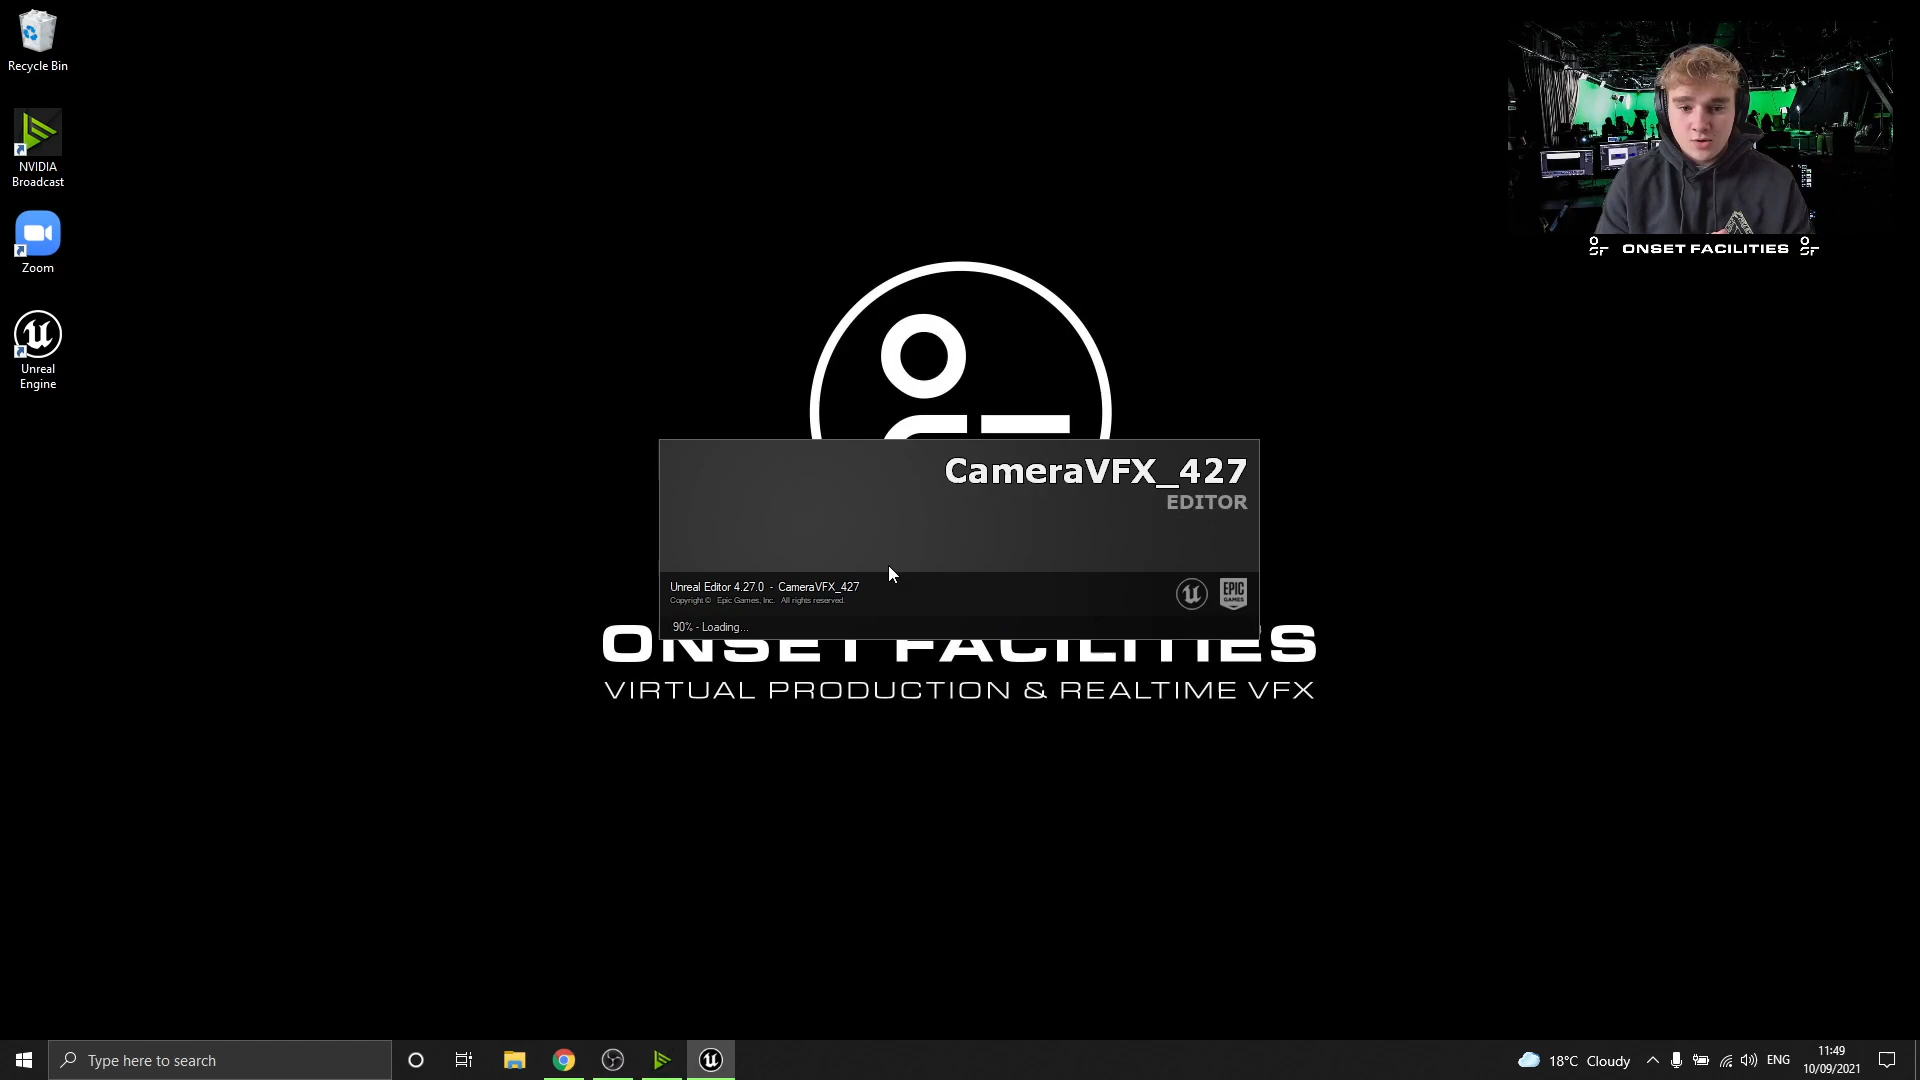 Recycle Bin
NVIDIA
Broadcast
Zoom
Unreal
Engine
ONSET FACILITIES
CameraVFX_427
EDITOR
Unreal Editor 4.27.0 - CameraVFX_427
Copyright © Epic Games, Inc. All rights reserved.
EPIC
GAMES
90% - Loading...
ONSET FACILITIES
VIRTUAL PRODUCTION & REALTIME VFX
Type here to search
18°C Cloudy
ENG
11:49
10/09/2021